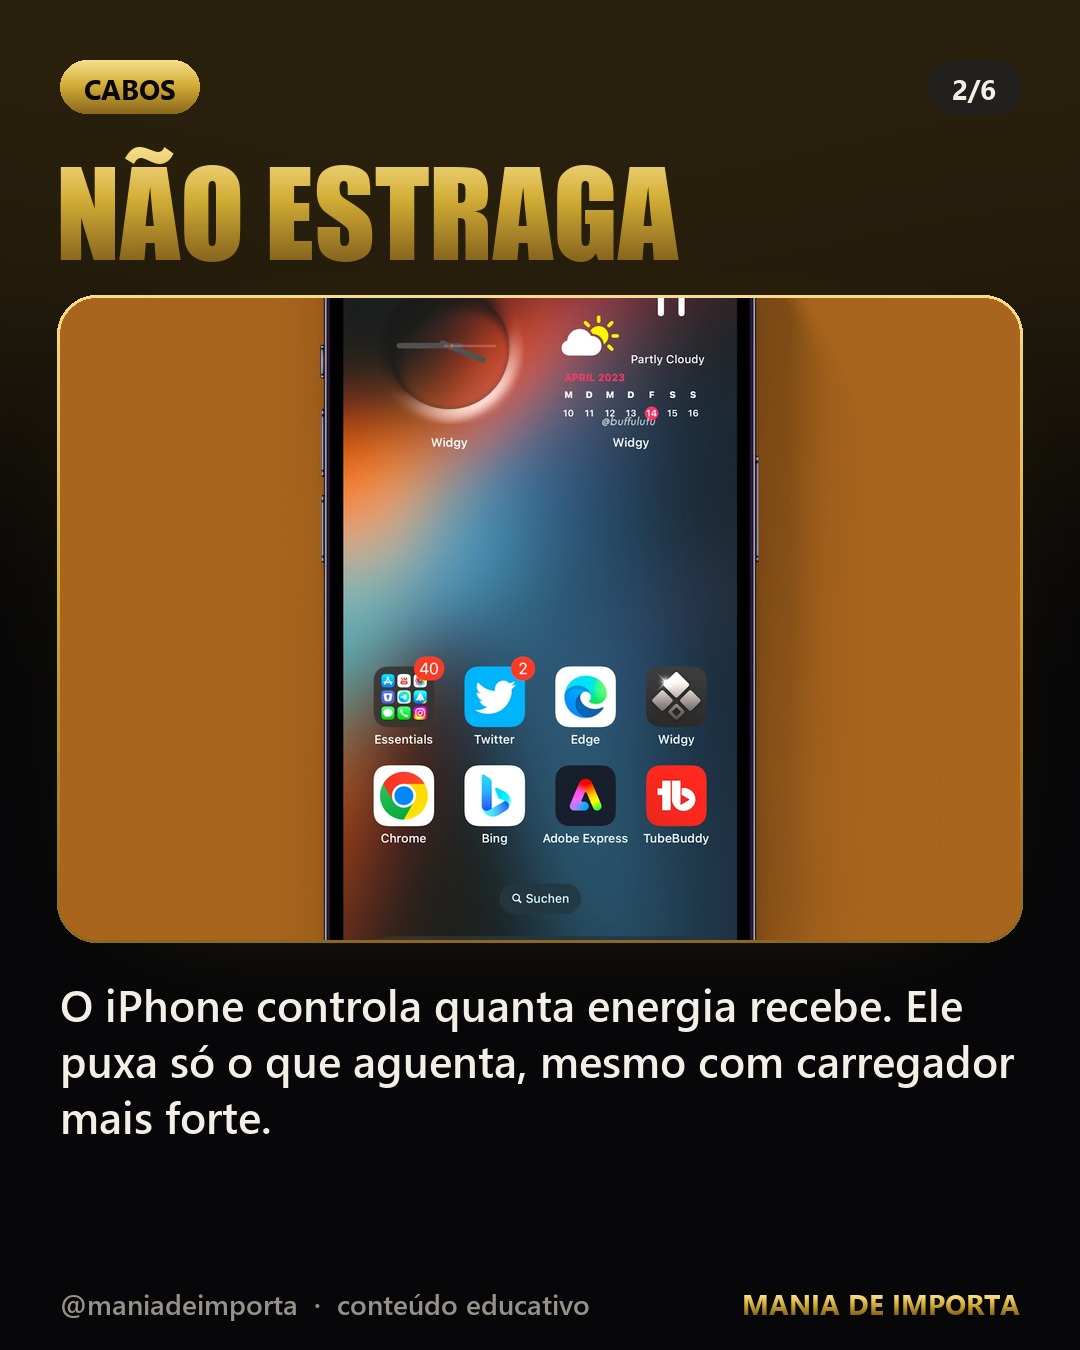 CABOS
2/6
NÃO ESTRAGA
Partly Cloudy
APRIL 2023
M D M D F S S
10 11 12 13 14 15 16
@buffulutu
Widgy
Widgy
40
2
Essentials
Twitter
Edge
Widgy
Chrome
Bing
Adobe Express
TubeBuddy
Suchen
O iPhone controla quanta energia recebe. Ele
puxa só o que aguenta, mesmo com carregador
mais forte.
@maniadeimporta · conteúdo educativo
MANIA DE IMPORTA